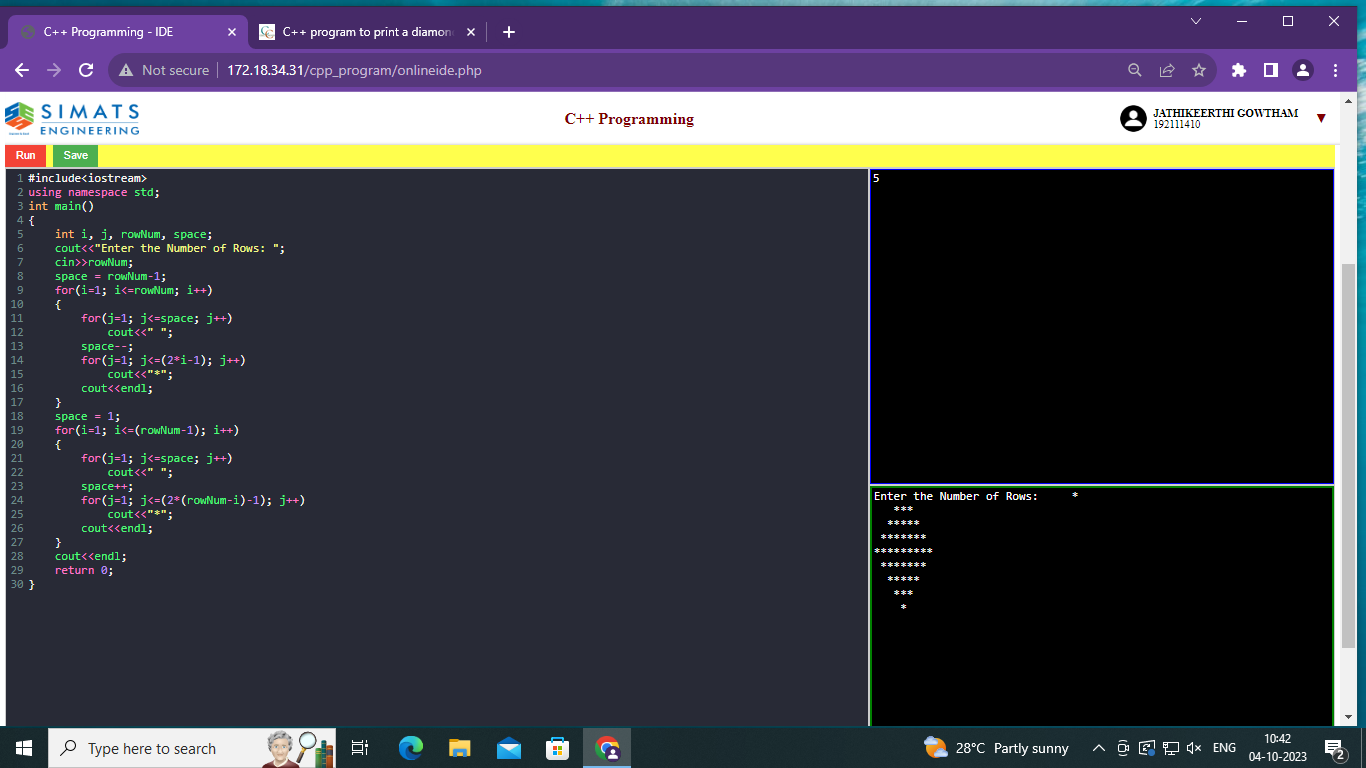 C++ Programming - IDE
C++ program to print a diamon
Not secure
172.18.34.31/cpp_program/onlineide.php
SIMATS
ENGINEERING
C++ Programming
JATHIKEERTHI GOWTHAM
192111410
Run
Save
1 #include<iostream>
2 using namespace std;
3 int main()
4 {
5     int i, j, rowNum, space;
6     cout<<"Enter the Number of Rows: ";
7     cin>>rowNum;
8     space = rowNum-1;
9     for(i=1; i<=rowNum; i++)
10     {
11         for(j=1; j<=space; j++)
12             cout<<" ";
13         space--;
14         for(j=1; j<=(2*i-1); j++)
15             cout<<"*";
16         cout<<endl;
17     }
18     space = 1;
19     for(i=1; i<=(rowNum-1); i++)
20     {
21         for(j=1; j<=space; j++)
22             cout<<" ";
23         space++;
24         for(j=1; j<=(2*(rowNum-i)-1); j++)
25             cout<<"*";
26         cout<<endl;
27     }
28     cout<<endl;
29     return 0;
30 }
5
Enter the Number of Rows:     *
   ***
  *****
 *******
*********
 *******
  *****
   ***
    *
Type here to search
28°C Partly sunny
ENG
10:42
04-10-2023
2